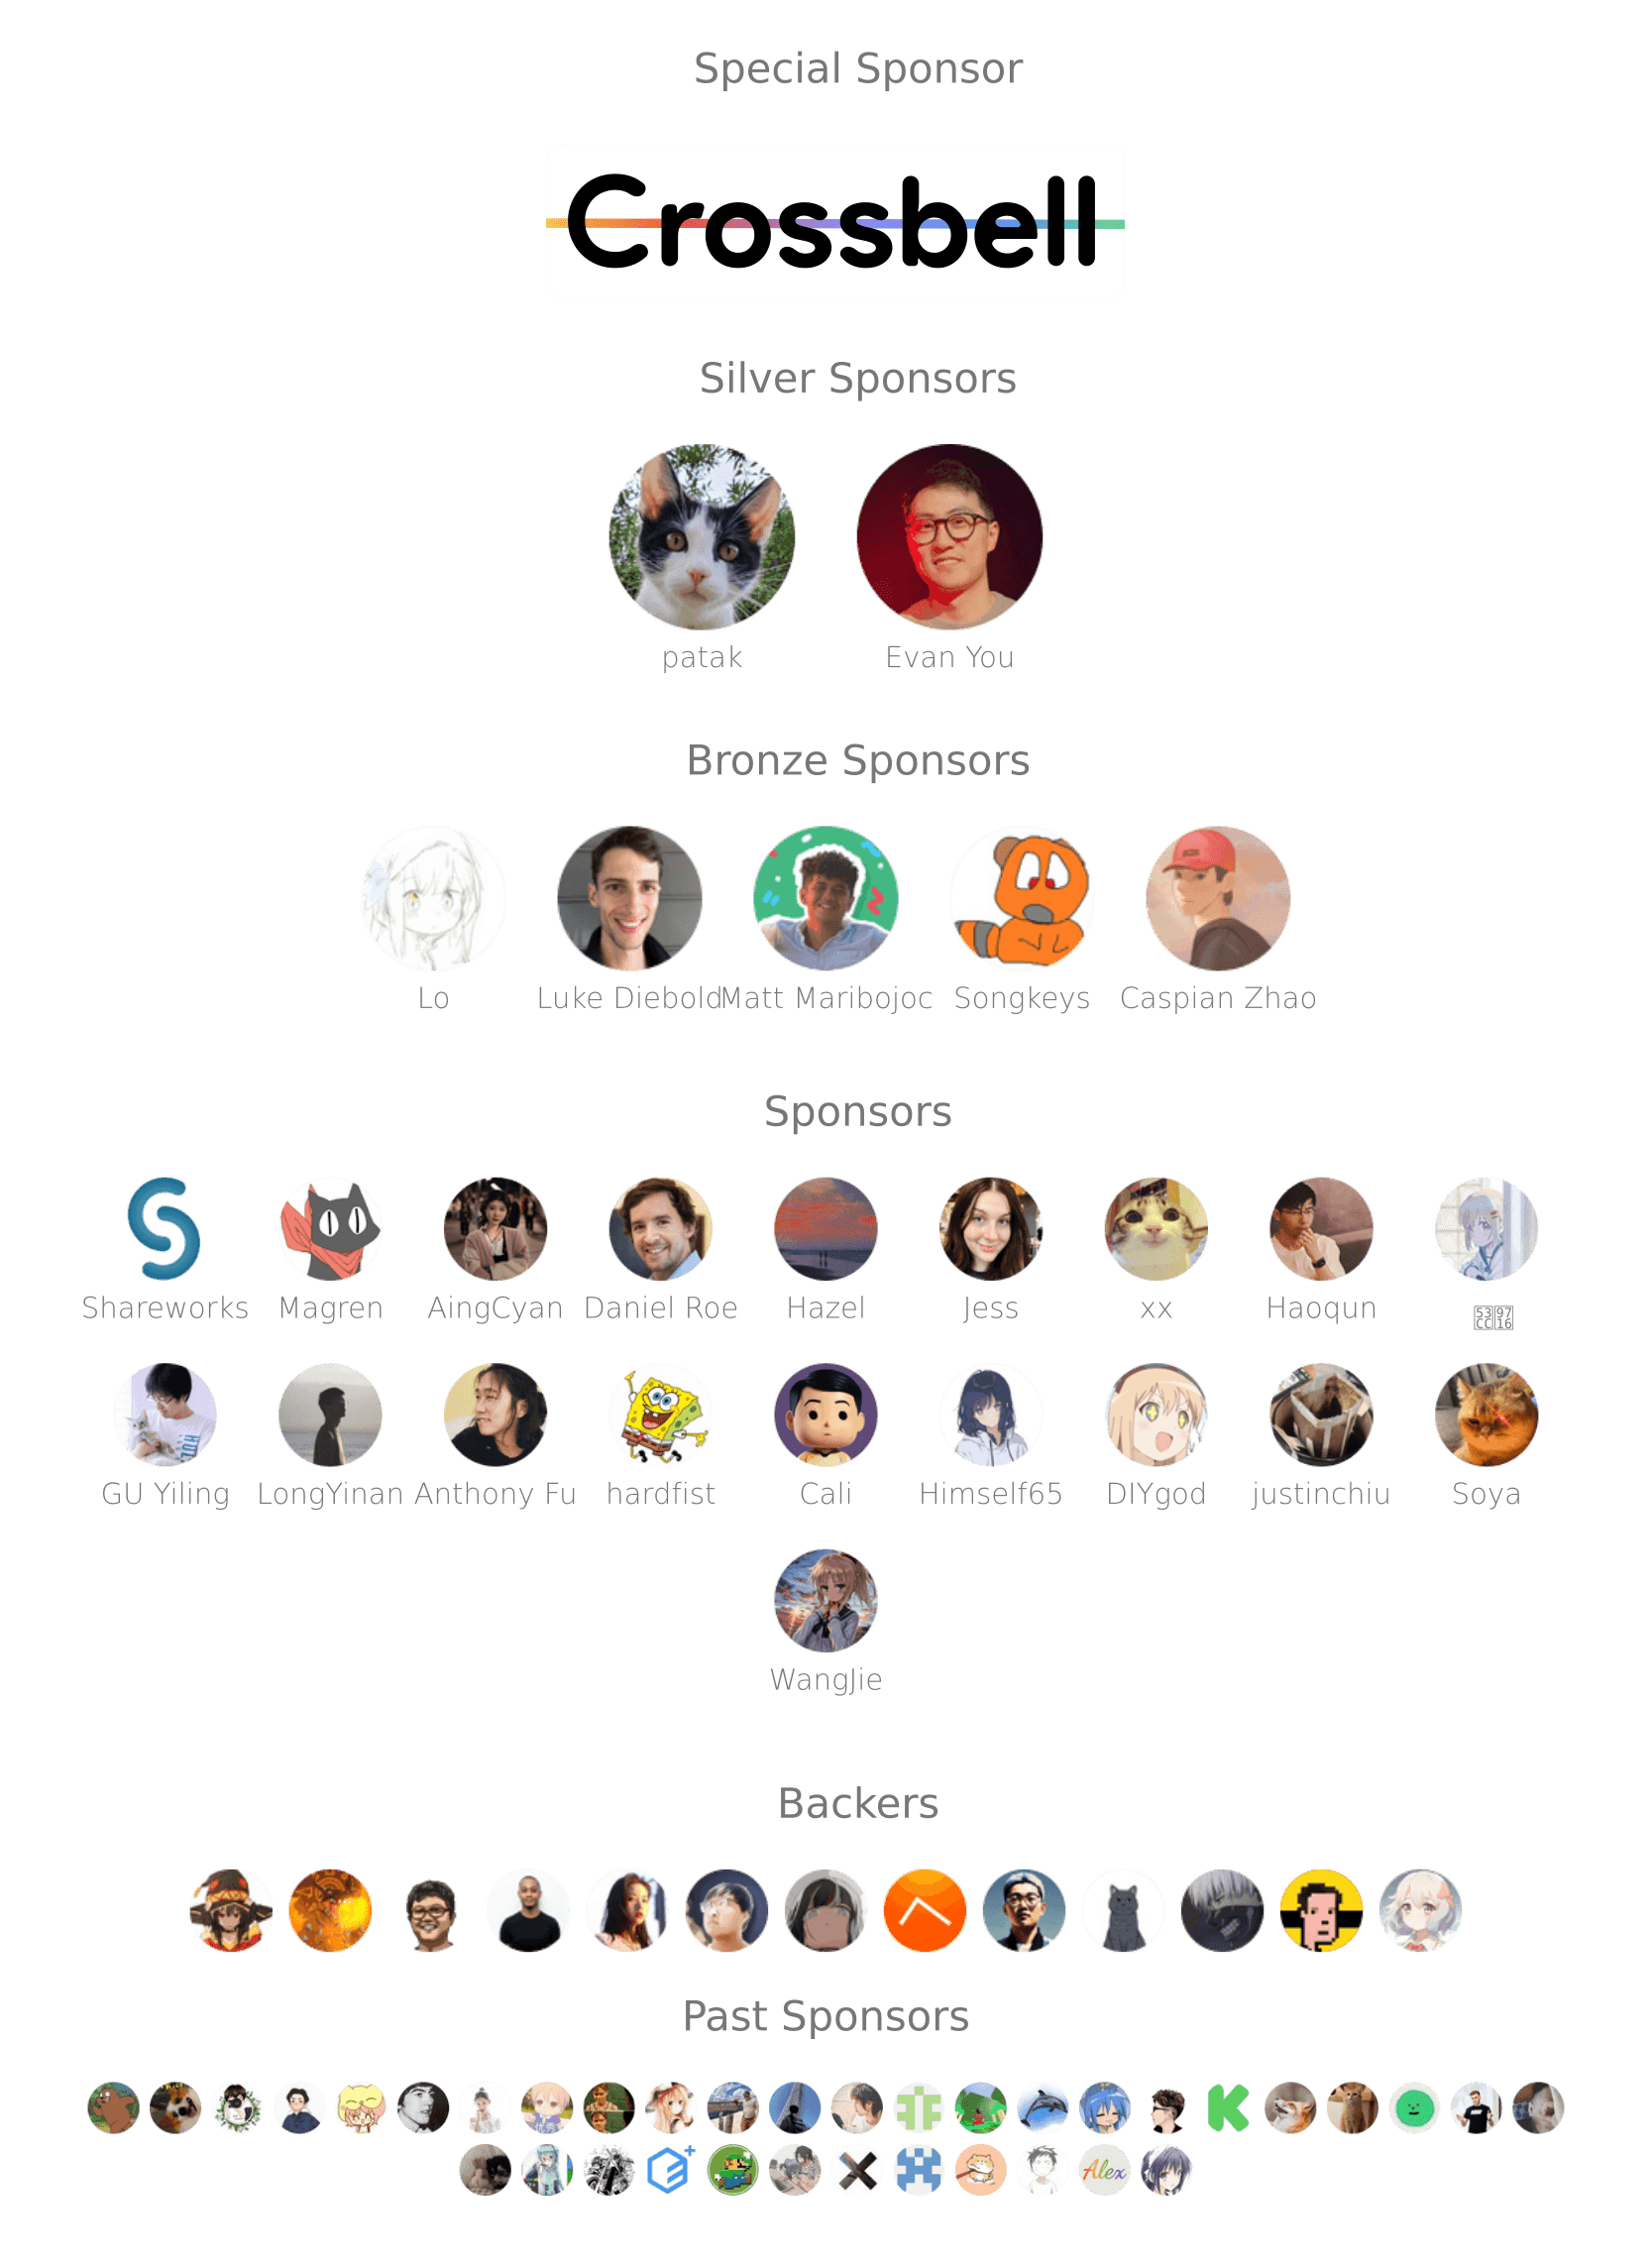 Special Sponsor
Crossbell
Silver Sponsors
patak Evan You
Bronze Sponsors
Lo Luke Diebold Matt Maribojoc Songkeys Caspian Zhao
Sponsors
Shareworks Magren AingCyan Daniel Roe Hazel Jess xx Haoqun
GU Yiling LongYinan Anthony Fu hardfist Cali Himself65 DIYgod justinchiu Soya
WangJie
Backers
Past Sponsors
Alex